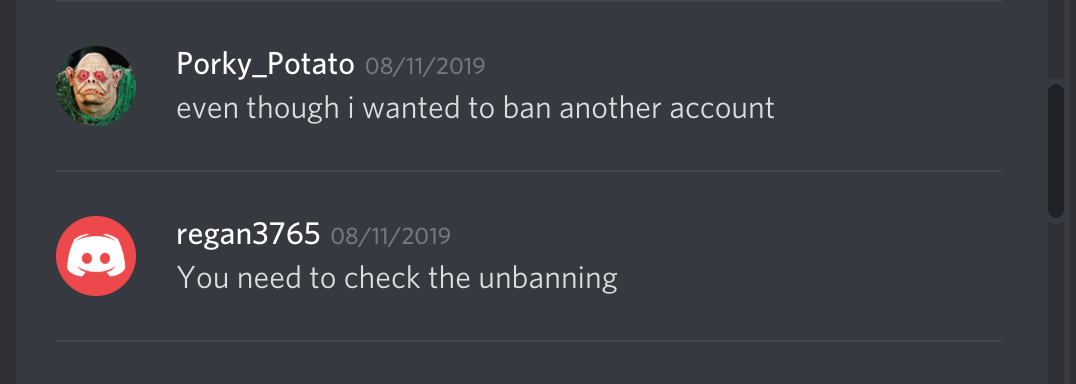 Porky_Potato 08/11/2019
even though i wanted to ban another account
regan3765 08/11/2019
You need to check the unbanning